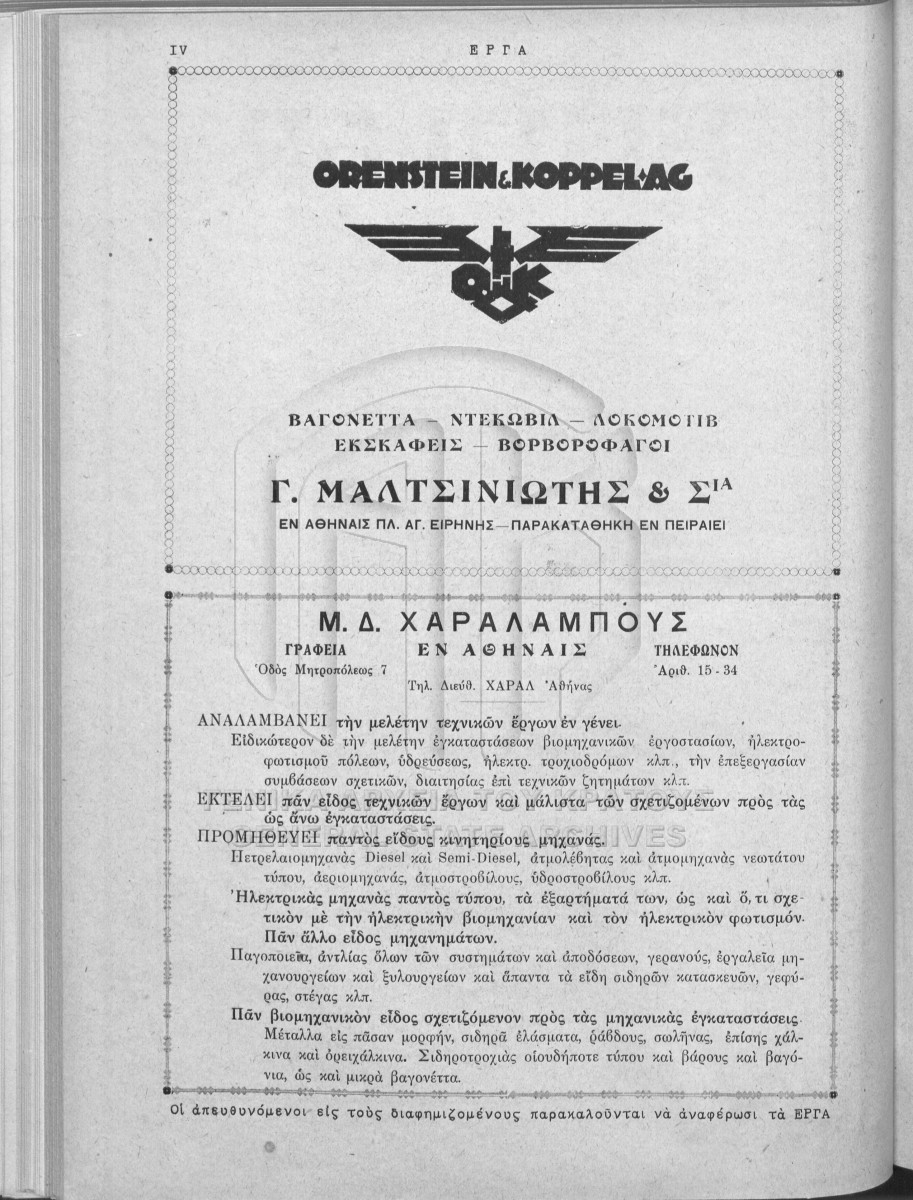 IV
ΕΡΓΑ
ORENSTEIN & KOPPEL·AG
O&K
ΒΑΓΟΝΕΤΤΑ — ΝΤΕΚΩΒΙΛ — ΛΟΚΟΜΟΤΙΒ
ΕΚΣΚΑΦΕΙΣ — ΒΟΡΒΟΡΟΦΑΓΟΙ
Γ. ΜΑΛΤΣΙΝΙΩΤΗΣ & ΣΙΑ
ΕΝ ΑΘΗΝΑΙΣ ΠΛ. ΑΓ. ΕΙΡΗΝΗΣ—ΠΑΡΑΚΑΤΑΘΗΚΗ ΕΝ ΠΕΙΡΑΙΕΙ
Μ. Δ. ΧΑΡΑΛΑΜΠΟΥΣ
ΓΡΑΦΕΙΑ ΕΝ ΑΘΗΝΑΙΣ ΤΗΛΕΦΩΝΟΝ
Ὁδὸς Μητροπόλεως 7 Ἀριθ. 15 - 34
Τηλ. Διεύθ. ΧΑΡΑΛ Ἀθήνας
ΑΝΑΛΑΜΒΑΝΕΙ τὴν μελέτην τεχνικῶν ἔργων ἐν γένει.
Εἰδικώτερον δὲ τὴν μελέτην ἐγκαταστάσεων βιομηχανικῶν ἐργοστασίων, ἠλεκτρο-
φωτισμοῦ πόλεων, ὑδρεύσεως, ἠλεκτρ. τροχιοδρόμων κλπ., τὴν ἐπεξεργασίαν
συμβάσεων σχετικῶν, διαιτησίας ἐπὶ τεχνικῶν ζητημάτων κλπ.
ΕΚΤΕΛΕΙ πᾶν εἶδος τεχνικῶν ἔργων καὶ μάλιστα τῶν σχετιζομένων πρὸς τὰς
ὡς ἄνω ἐγκαταστάσεις.
ΓΕΝΙΚΑ ΑΡΧΕΙΑ ΤΟΥ ΚΡΑΤΟΥΣ
GENERAL STATE ARCHIVES
ΠΡΟΜΗΘΕΥΕΙ παντὸς εἴδους κινητηρίους μηχανάς.
Πετρελαιομηχανὰς Diesel καὶ Semi-Diesel, ἀτμολέβητας καὶ ἀτμομηχανὰς νεωτάτου
τύπου, ἀεριομηχανάς, ἀτμοστροβίλους, ὑδροστροβίλους κλπ.
Ἠλεκτρικὰς μηχανὰς παντὸς τύπου, τὰ ἐξαρτήματά των, ὡς καὶ ὅ,τι σχε-
τικὸν μὲ τὴν ἠλεκτρικὴν βιομηχανίαν καὶ τὸν ἠλεκτρικὸν φωτισμόν.
Πᾶν ἄλλο εἶδος μηχανημάτων.
Παγοποιεῖα, ἀντλίας ὅλων τῶν συστημάτων καὶ ἀποδόσεων, γερανούς, ἐργαλεῖα μη-
χανουργείων καὶ ξυλουργείων καὶ ἅπαντα τὰ εἴδη σιδηρῶν κατασκευῶν, γεφύ-
ρας, στέγας κλπ.
Πᾶν βιομηχανικὸν εἶδος σχετιζόμενον πρὸς τὰς μηχανικὰς ἐγκαταστάσεις.
Μέταλλα εἰς πᾶσαν μορφήν, σιδηρᾶ ἐλάσματα, ῥάβδους, σωλῆνας, ἐπίσης χάλ-
κινα καὶ ὀρειχάλκινα. Σιδηροτροχιὰς οἱουδήποτε τύπου καὶ βάρους καὶ βαγό-
νια, ὡς καὶ μικρὰ βαγονέττα.
Οἱ ἀπευθυνόμενοι εἰς τοὺς διαφημιζομένους παρακαλοῦνται νὰ ἀναφέρωσι τὰ ΕΡΓΑ